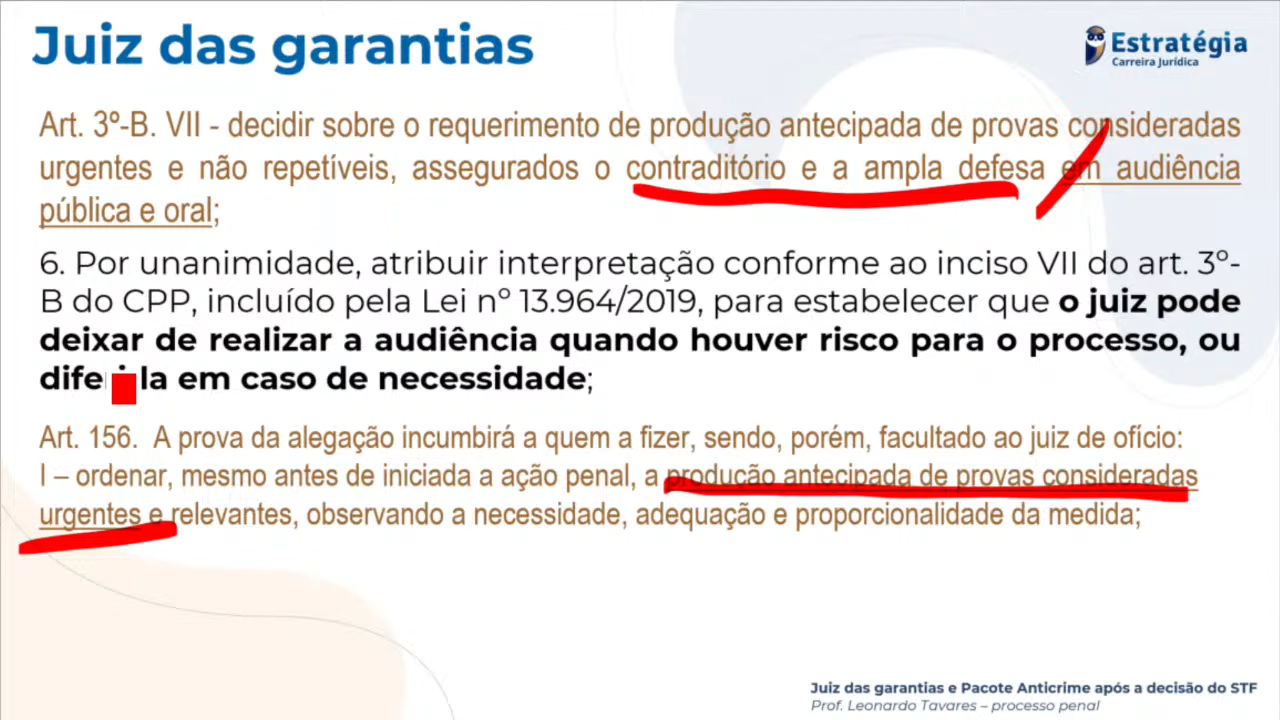 Juiz das garantias
Estratégia
Carreira Jurídica
Art. 3º-B. VII - decidir sobre o requerimento de produção antecipada de provas consideradas
urgentes e não repetíveis, assegurados o contraditório e a ampla defesa em audiência
pública e oral;
6. Por unanimidade, atribuir interpretação conforme ao inciso VII do art. 3º-
B do CPP, incluído pela Lei nº 13.964/2019, para estabelecer que o juiz pode
deixar de realizar a audiência quando houver risco para o processo, ou
em caso de necessidade;
Art. 156. A prova da alegação incumbirá a quem a fizer, sendo, porém, facultado ao juiz de ofício:
I – ordenar, mesmo antes de iniciada a ação penal, a produção antecipada de provas consideradas
urgentes e relevantes, observando a necessidade, adequação e proporcionalidade da medida;
Juiz das garantias e Pacote Anticrime após a decisão do STF
Prof. Leonardo Tavares – processo penal